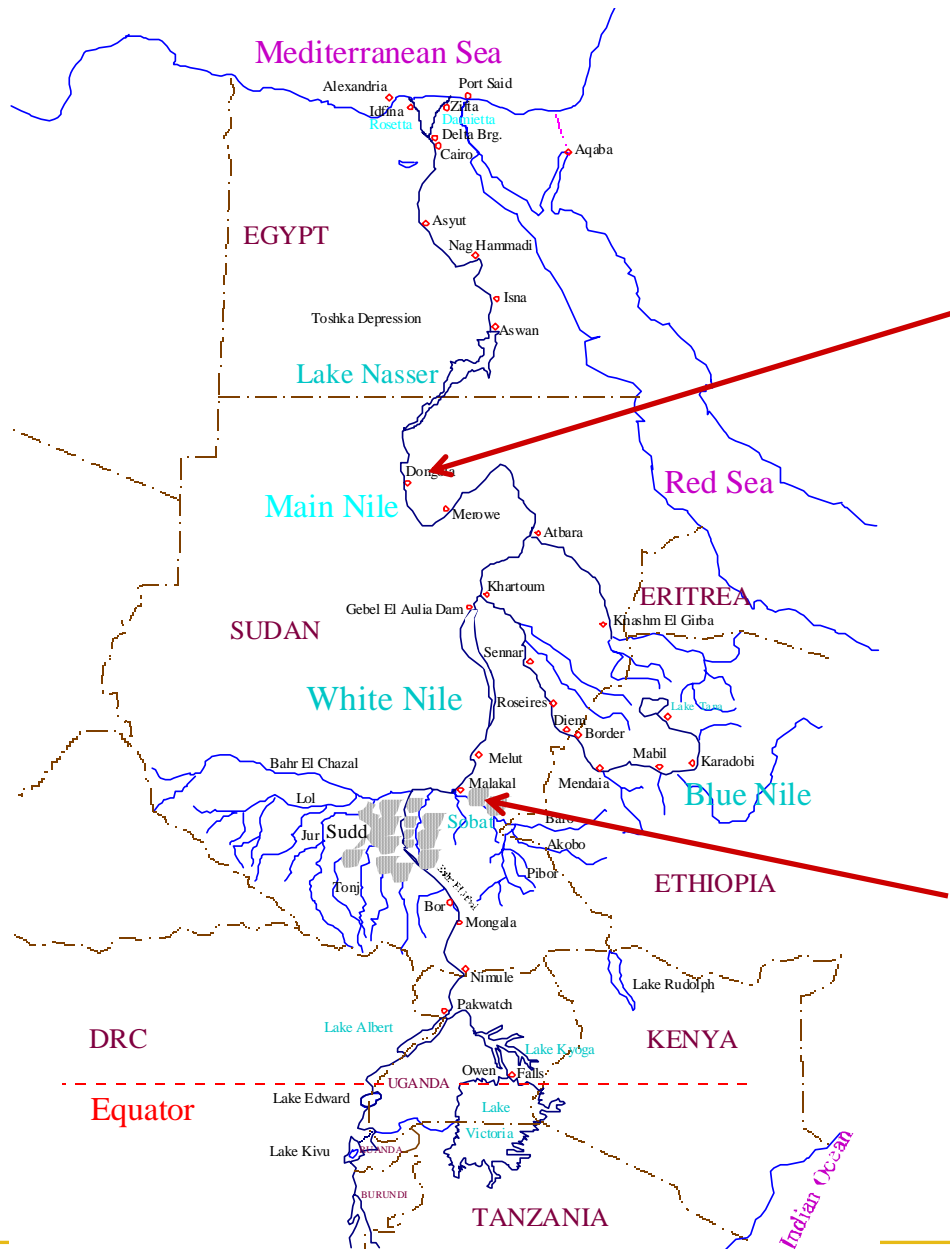 Mediterranean Sea
Port Said
Alexandria
Idfina
Zifta
Rosetta
Damietta
Delta Brg.
Cairo
Aqaba
Asyut
EGYPT
Nag Hammadi
Isna
Toshka Depression
Aswan
Lake Nasser
Red Sea
Main Nile
Merowe
Atbara
Khartoum
ERITREA
Gebel El Aulia Dam
Khashm El Girba
SUDAN
Sennar
White Nile
Roseires
Lake Tana
Diem
Border
Melut
Mabil
Karadobi
Bahr El Chazal
Mendaia
Malakal
Blue Nile
Lol
Sobat
Baro
Jur
Sudd
Akobo
Pibor
Tonj
ETHIOPIA
Bor
Mongala
Nimule
Lake Rudolph
Pakwatch
Lake Albert
DRC
KENYA
Lake Kyoga
Owen
Falls
UGANDA
Lake Edward
Equator
Lake
Victoria
Lake Kivu
BURUNDI
TANZANIA
Indian Ocean